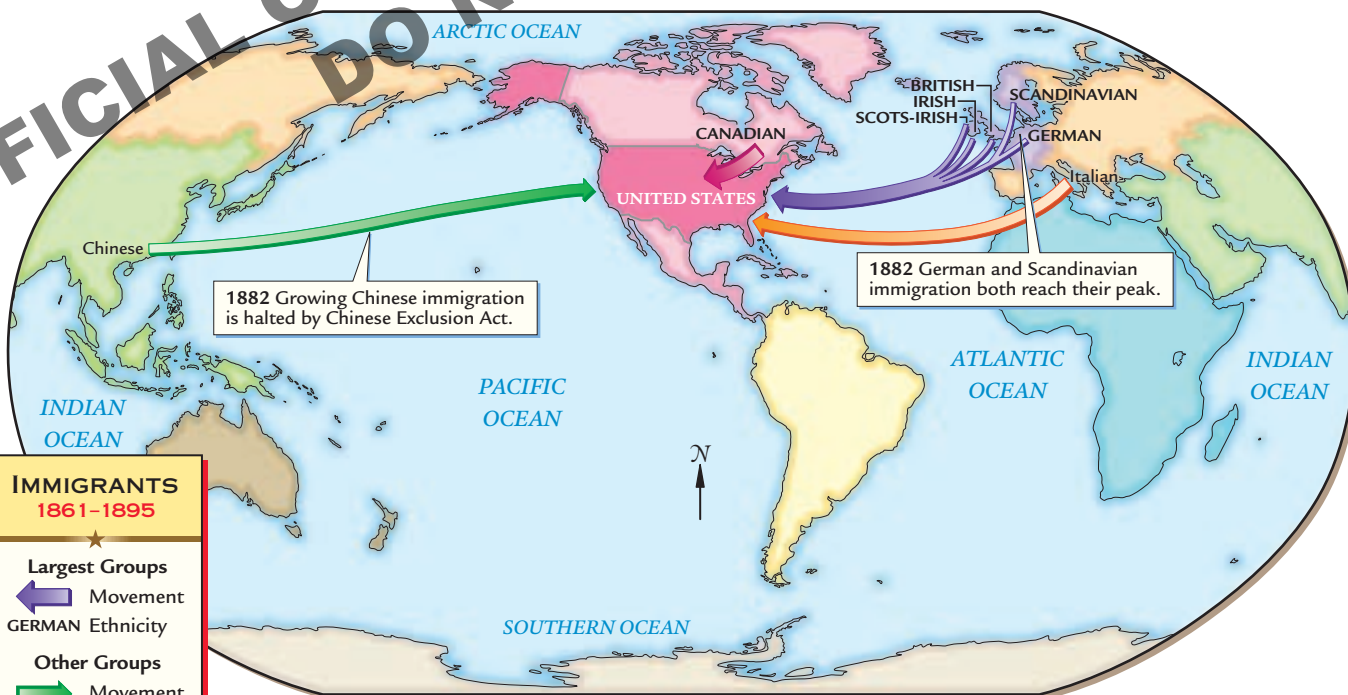 FICIAL
DO N
ARCTIC OCEAN
BRITISH
IRISH
SCOTS-IRISH
SCANDINAVIAN
GERMAN
CANADIAN
Italian
UNITED STATES
Chinese
1882 Growing Chinese immigration
is halted by Chinese Exclusion Act.
1882 German and Scandinavian
immigration both reach their peak.
PACIFIC
OCEAN
ATLANTIC
OCEAN
INDIAN
OCEAN
INDIAN
OCEAN
N
SOUTHERN OCEAN
IMMIGRANTS
1861–1895
Largest Groups
Movement
GERMAN Ethnicity
Other Groups
Movement